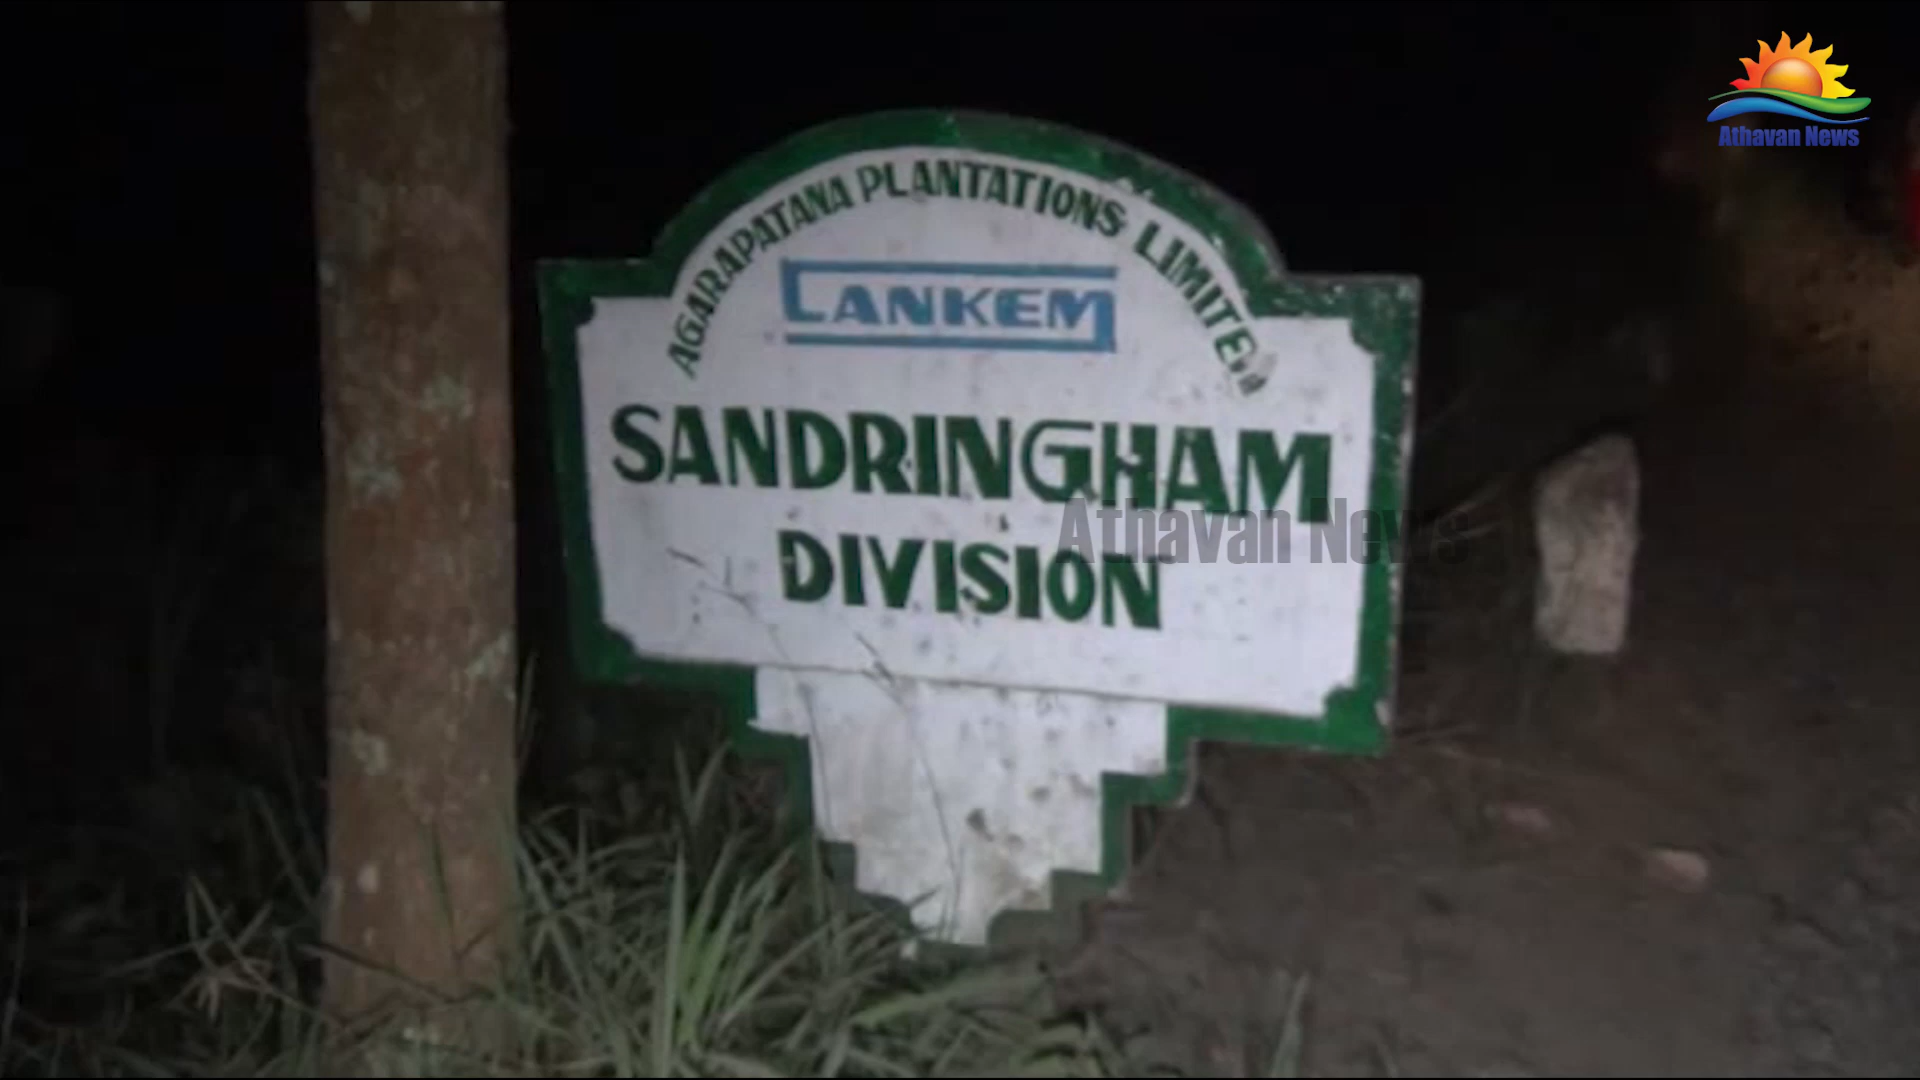 Athavan News
AGARAPATANA PLANTATIONS LIMITED
LANKEM
SANDRINGHAM
DIVISION
Athavan News